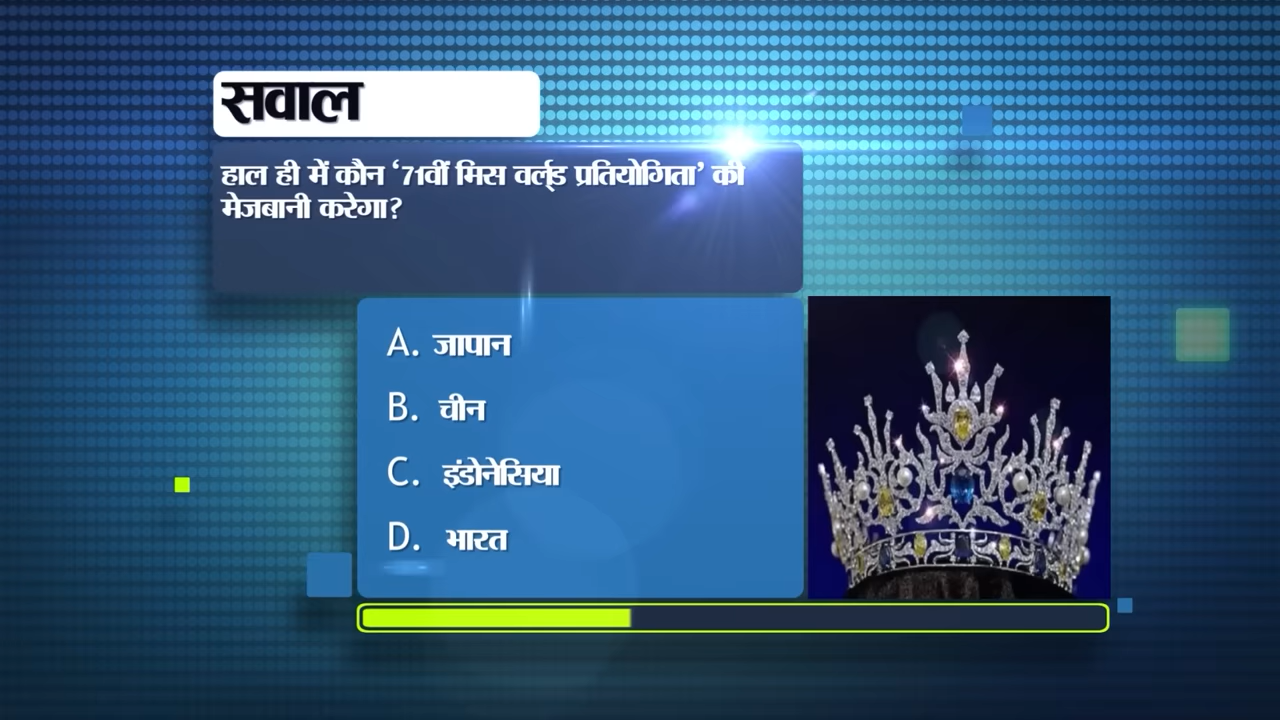 सवाल
हाल ही में कौन ‘71वीं मिस वर्ल्ड प्रतियोगिता’ की
मेजबानी करेगा?
A. जापान
B. चीन
C. इंडोनेसिया
D. भारत